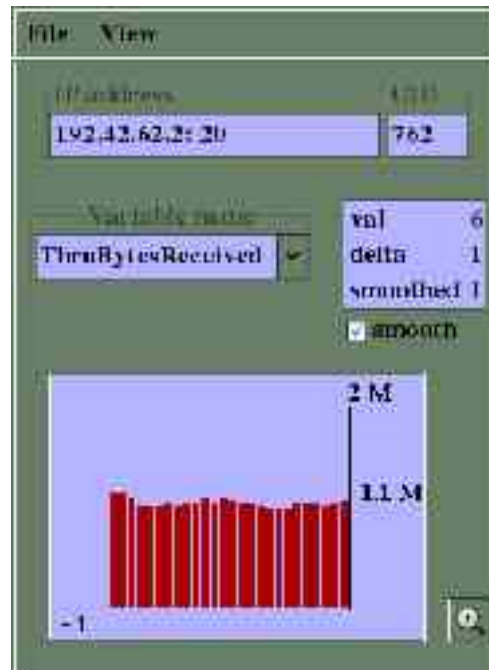 File View
IP address CID
192.42.62.2: 20 762
Variable name
ThruBytesReceived
val 6
delta 1
smoothed 1
smooth
2 M
1.1 M
-1